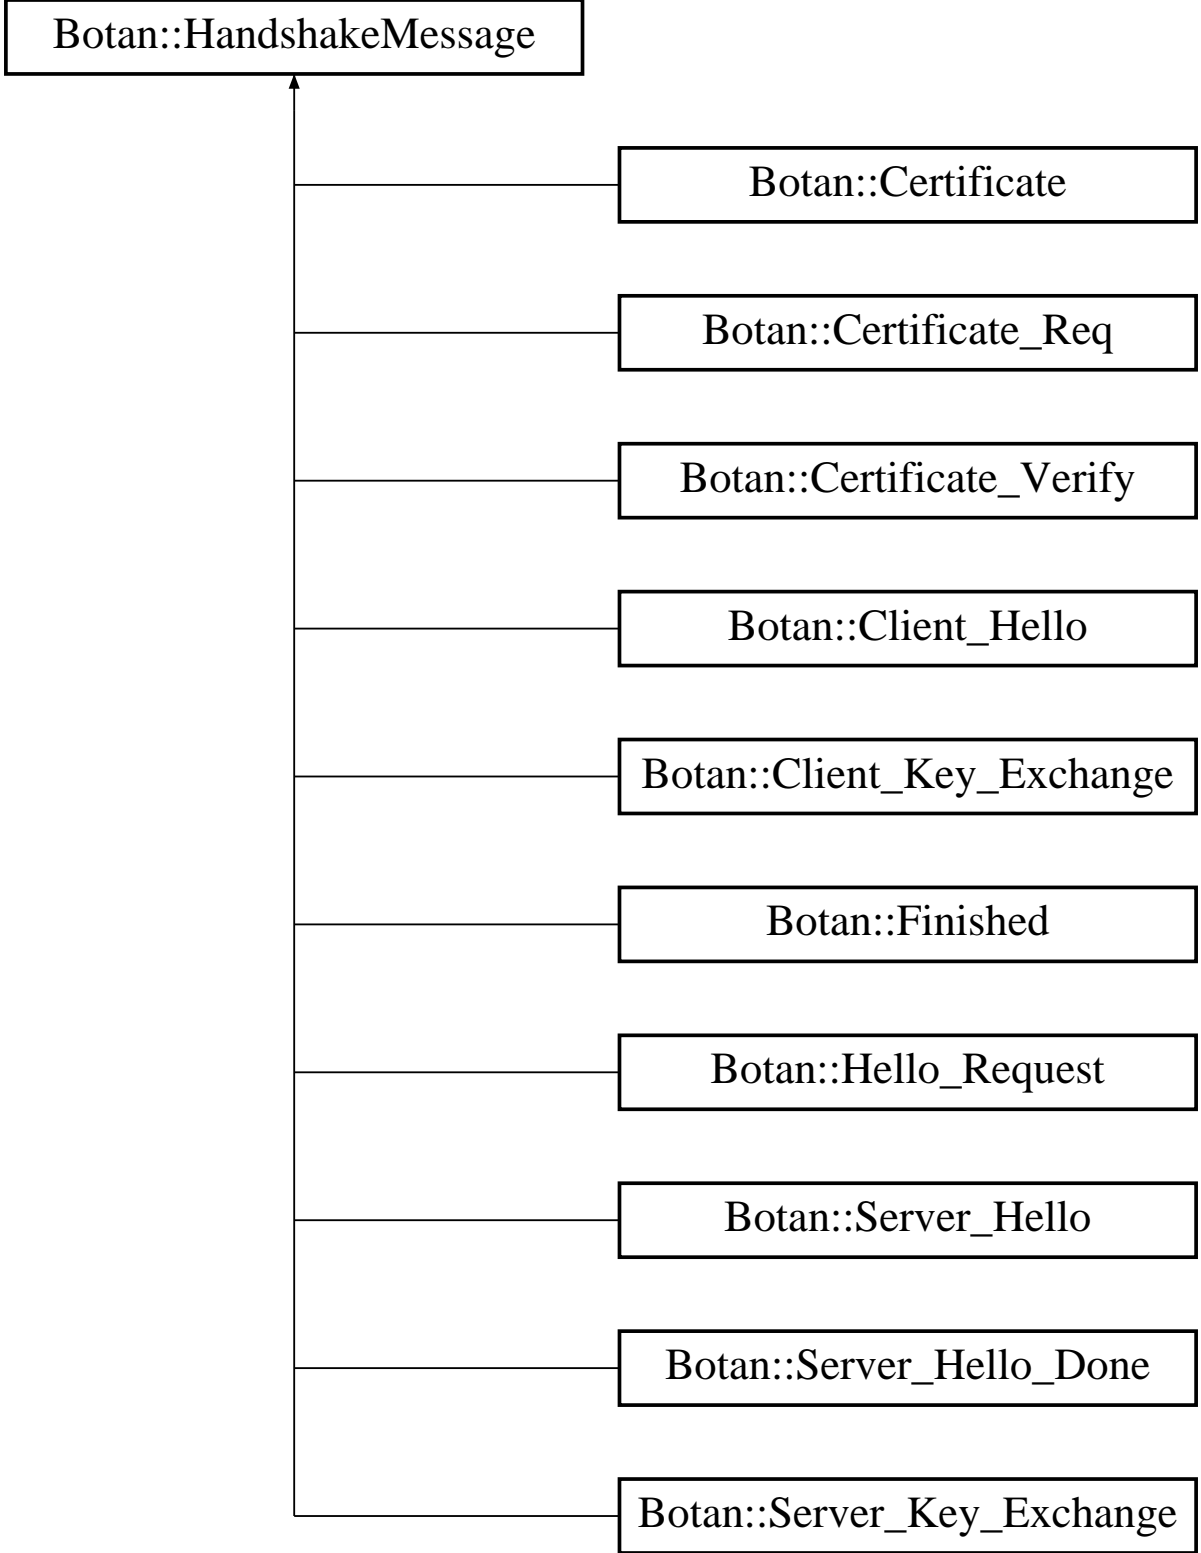 Botan::HandshakeMessage
Botan::Certificate
Botan::Certificate_Req
Botan::Certificate_Verify
Botan::Client_Hello
Botan::Client_Key_Exchange
Botan::Finished
Botan::Hello_Request
Botan::Server_Hello
Botan::Server_Hello_Done
Botan::Server_Key_Exchange